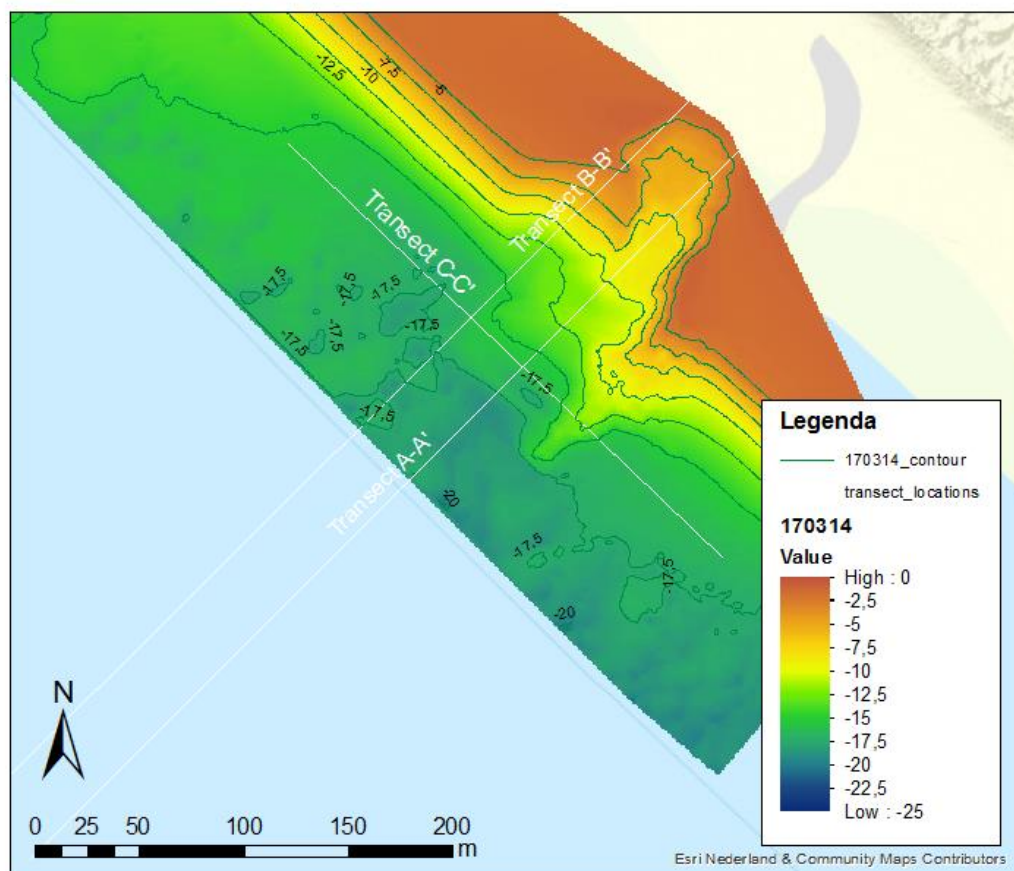 -12,5
-10
-7,5
-5
Transect B-B'
Transect C-C'
-17,5
-17,5
-17,5
-17,5
-17,5
-17,5
-17,5
-17,5
Transect A-A'
-20
-17,5
-17,5
-20
Legenda
170314_contour
transect_locations
170314
Value
High : 0
-2,5
-5
-7,5
-10
-12,5
-15
-17,5
-20
-22,5
Low : -25
N
0 25 50 100 150 200
m
Esri Nederland & Community Maps Contributors